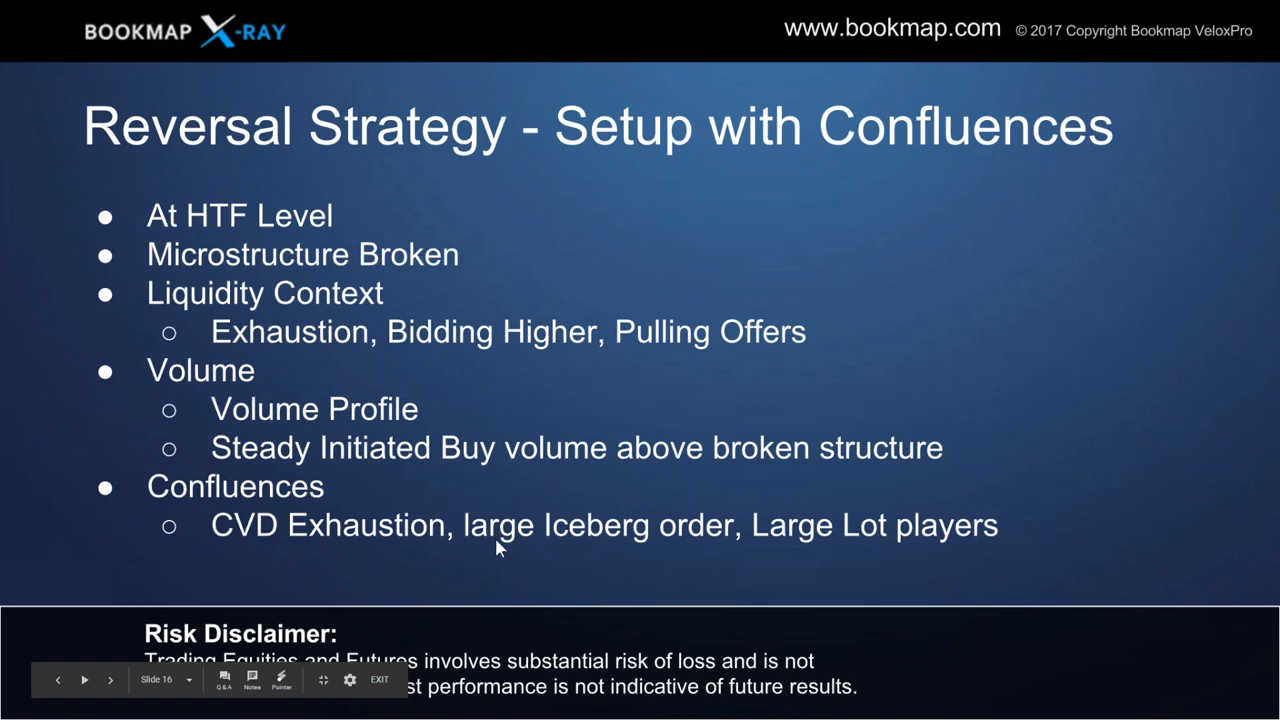 BOOKMAP X-RAY
www.bookmap.com © 2017 Copyright Bookmap VeloxPro
Reversal Strategy - Setup with Confluences
● At HTF Level
● Microstructure Broken
● Liquidity Context
○ Exhaustion, Bidding Higher, Pulling Offers
● Volume
○ Volume Profile
○ Steady Initiated Buy volume above broken structure
● Confluences
○ CVD Exhaustion, large Iceberg order, Large Lot players
Risk Disclaimer:
Trading Equities and Futures involves substantial risk of loss and is not
performance is not indicative of future results.
Slide 16
Q & A
Notes
Pointer
EXIT